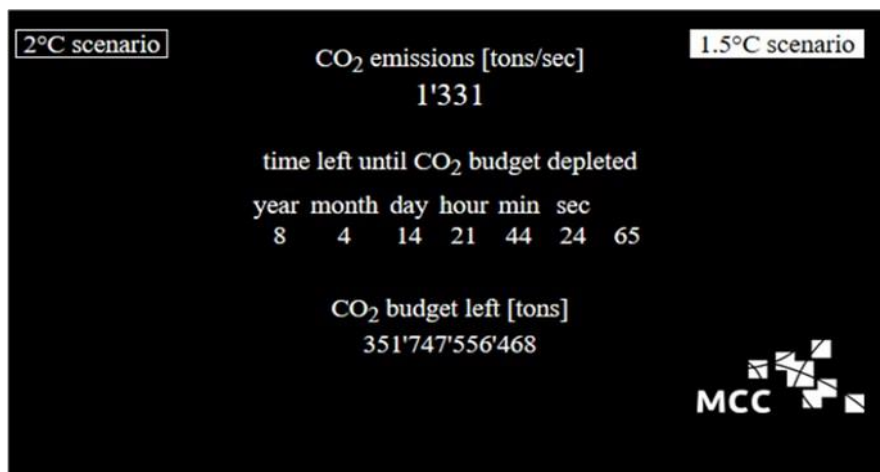 2°C scenario
1.5°C scenario
CO₂ emissions [tons/sec]
1'331
time left until CO₂ budget depleted
year month day hour min sec
8 4 14 21 44 24 65
CO₂ budget left [tons]
351'747'556'468
MCC